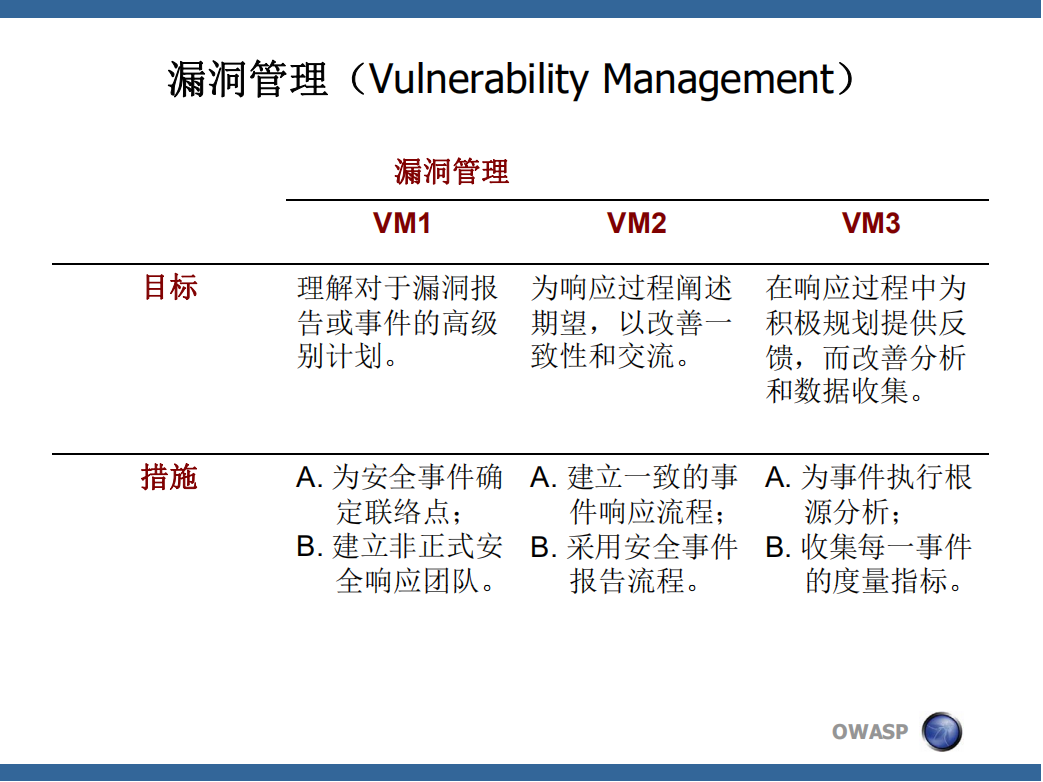 漏洞管理（Vulnerability Management）
漏洞管理
VM1 VM2 VM3
目标
理解对于漏洞报
告或事件的高级
别计划。
为响应过程阐述
期望，以改善一
致性和交流。
在响应过程中为
积极规划提供反
馈，而改善分析
和数据收集。
措施
A. 为安全事件确
定联络点；
B. 建立非正式安
全响应团队。
A. 建立一致的事
件响应流程；
B. 采用安全事件
报告流程。
A. 为事件执行根
源分析；
B. 收集每一事件
的度量指标。
OWASP